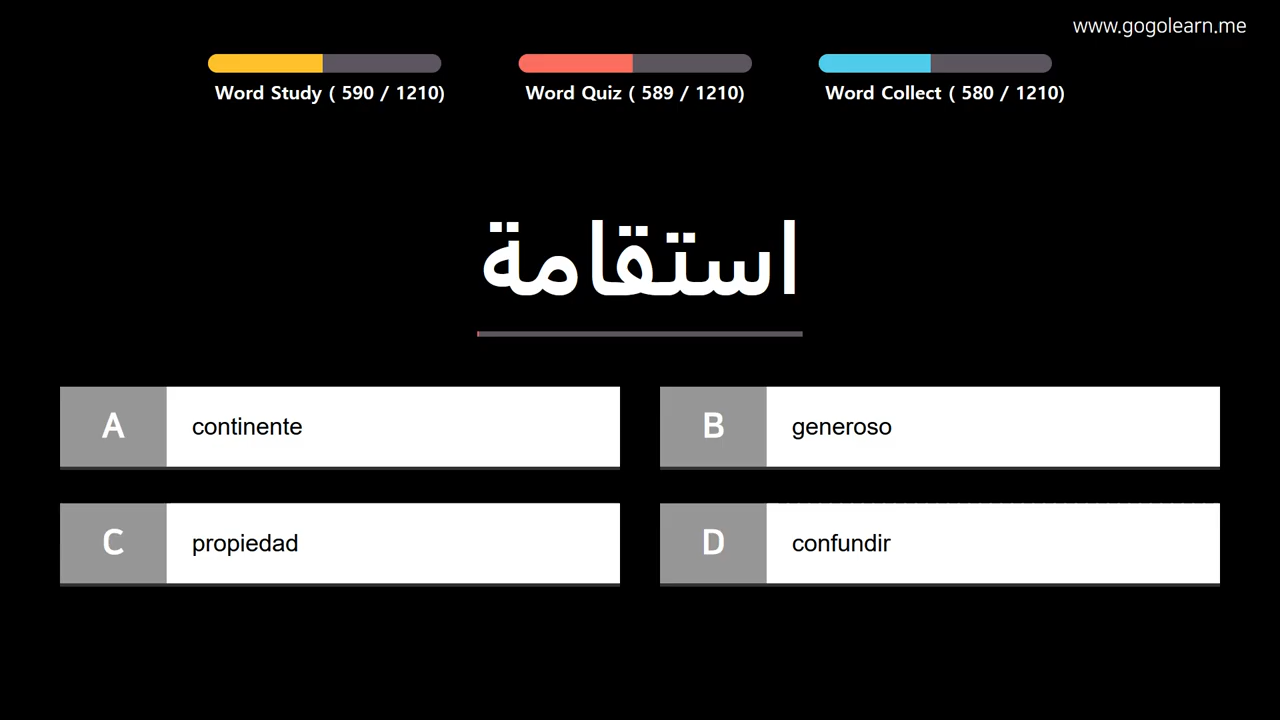 www.gogolearn.me
Word Study ( 590 / 1210)
Word Quiz ( 589 / 1210)
Word Collect ( 580 / 1210)
استقامة
A continente
B generoso
C propiedad
D confundir